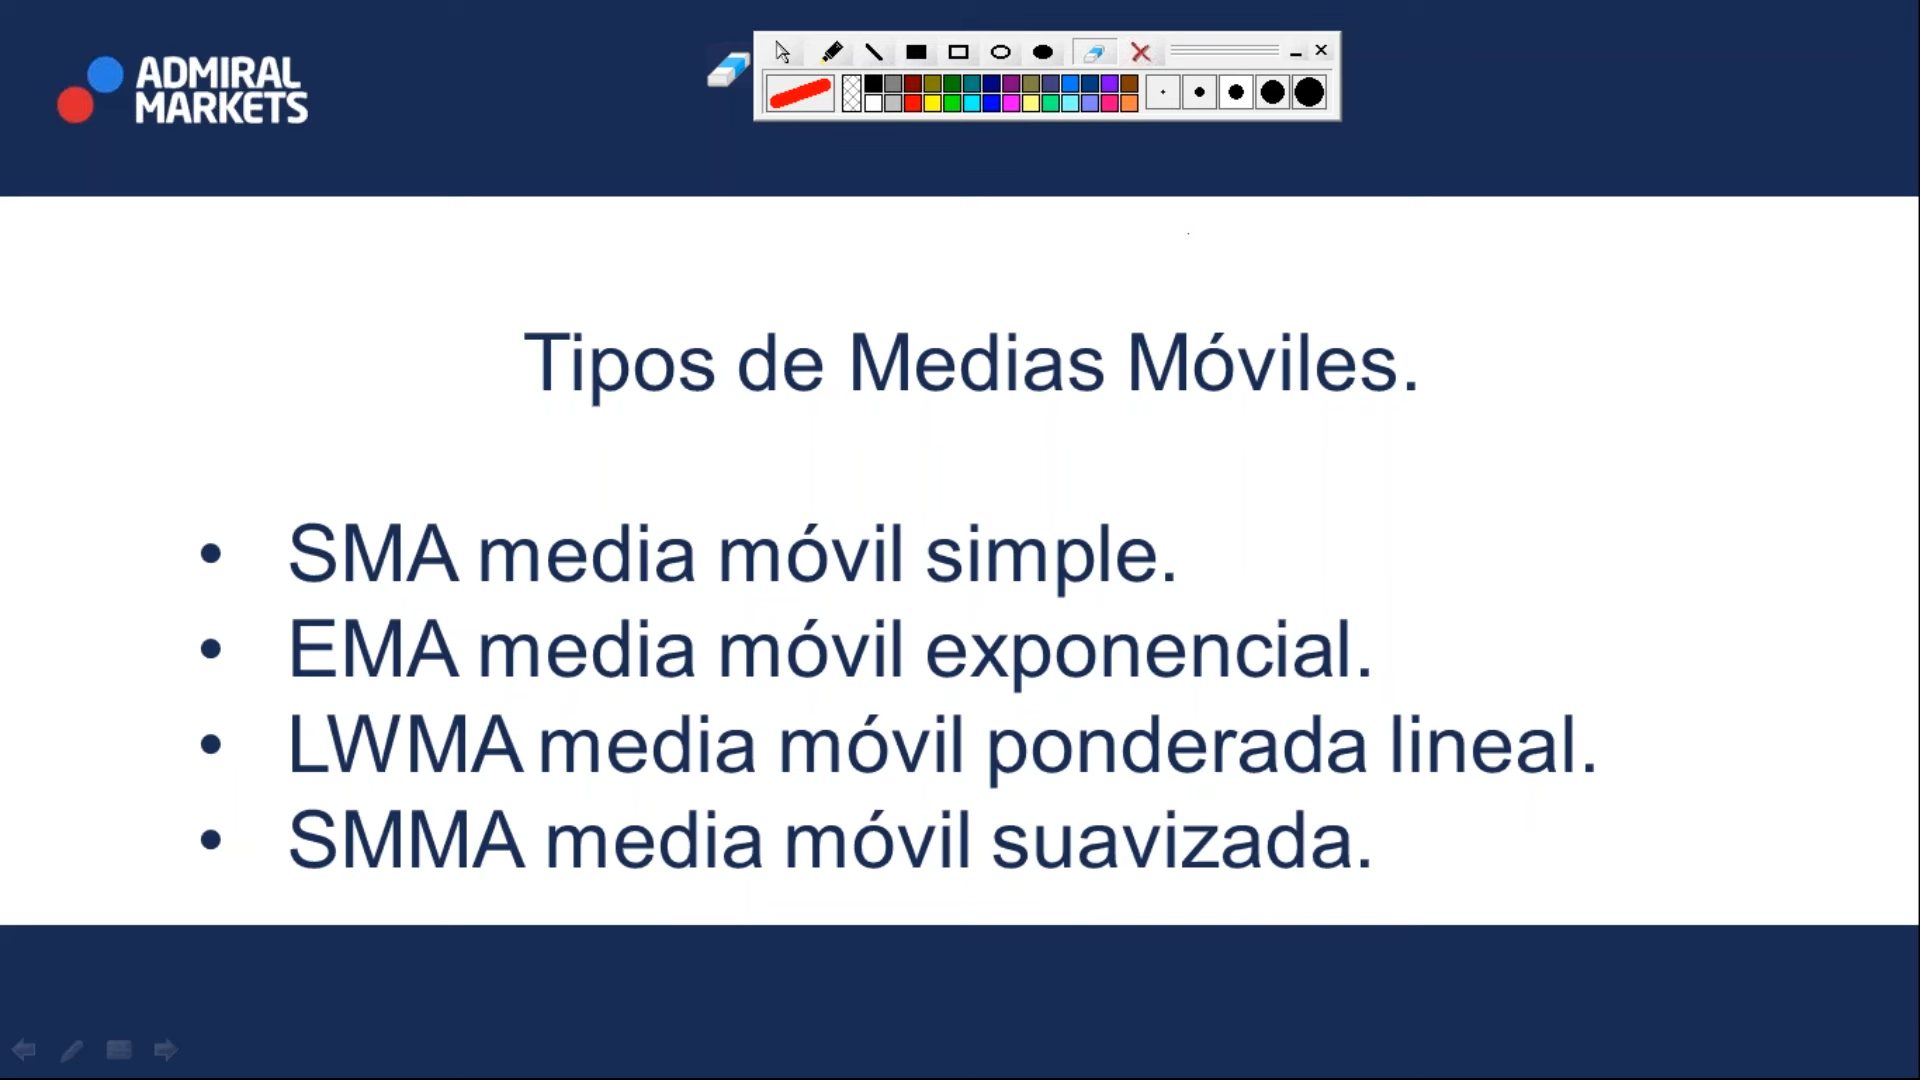 ADMIRAL
MARKETS
Tipos de Medias Móviles.
• SMA media móvil simple.
• EMA media móvil exponencial.
• LWMA media móvil ponderada lineal.
• SMMA media móvil suavizada.